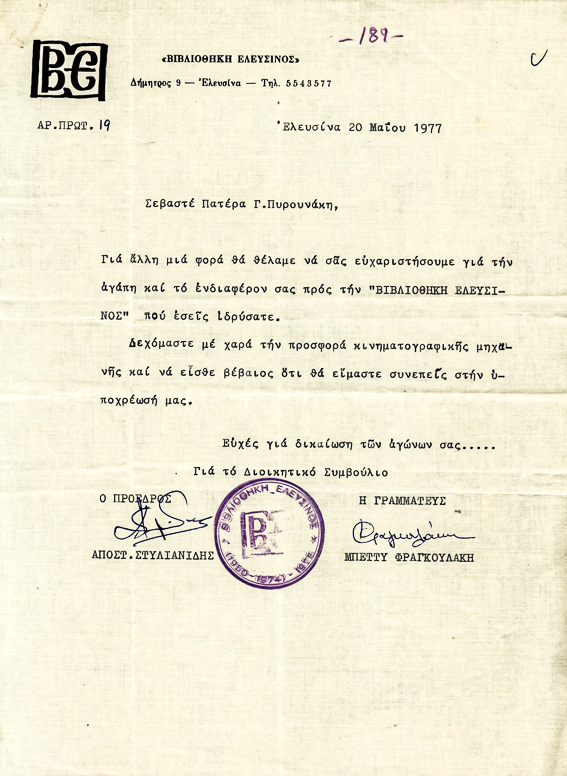 -189-
«ΒΙΒΛΙΟΘΗΚΗ ΕΛΕΥΣΙΝΟΣ»
ΒΕ
Δήμητρος 9 — Ἐλευσίνα — Τηλ. 5543577
ΑΡ.ΠΡΩΤ. 19
Ἐλευσίνα 20 Μαΐου 1977
Σεβαστέ Πατέρα Γ.Πυρουνάκη,
Γιά ἄλλη μιά φορά θά θέλαμε νά σᾶς εὐχαριστήσουμε γιά τήν
ἀγάπη καί τό ἐνδιαφέρον σας πρός τήν "ΒΙΒΛΙΟΘΗΚΗ ΕΛΕΥΣΙ-
ΝΟΣ" πού ἐσεῖς ἱδρύσατε.
Δεχόμαστε μέ χαρά τήν προσφορά κινηματογραφικῆς μηχα-
νῆς καί νά εἶσθε βέβαιος ὅτι θά εἴμαστε συνεπεῖς στήν ὑ-
ποχρέωσή μας.
Εὐχές γιά δικαίωση τῶν ἀγώνων σας.....
Γιά τό Διοικητικό Συμβούλιο
Ο ΠΡΟΕΔΡΟΣ Η ΓΡΑΜΜΑΤΕΥΣ
ΒΙΒΛΙΟΘΗΚΗ ΕΛΕΥΣΙΝΟΣ
ΒΕ
Φραγκουλάκη
ΑΠΟΣΤ.ΣΤΥΛΙΑΝΙΔΗΣ ΜΠΕΤΤΥ ΦΡΑΓΚΟΥΛΑΚΗ